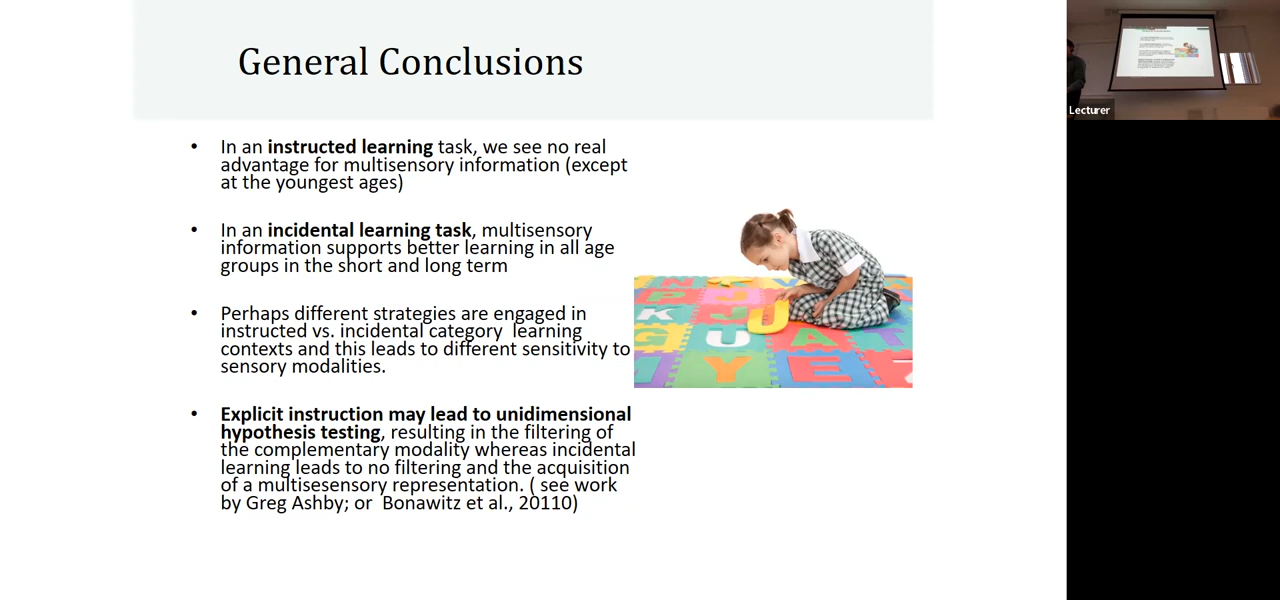 General Conclusions
• In an instructed learning task, we see no real
advantage for multisensory information (except
at the youngest ages)
• In an incidental learning task, multisensory
information supports better learning in all age
groups in the short and long term
• Perhaps different strategies are engaged in
instructed vs. incidental category learning
contexts and this leads to different sensitivity to
sensory modalities.
• Explicit instruction may lead to unidimensional
hypothesis testing, resulting in the filtering of
the complementary modality whereas incidental
learning leads to no filtering and the acquisition
of a multisesensory representation. ( see work
by Greg Ashby; or Bonawitz et al., 20110)
N
P J
K J
G U A T
Y E
Lecturer